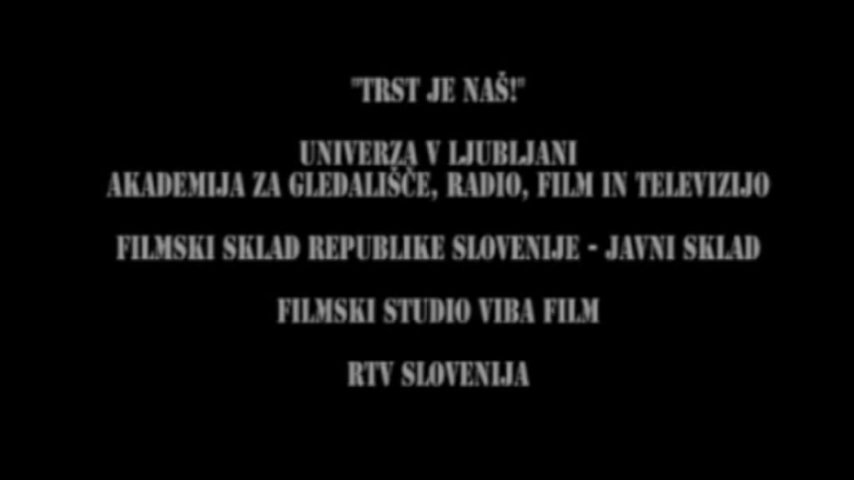 "TRST JE NAŠ!"
UNIVERZA V LJUBLJANI
AKADEMIJA ZA GLEDALIŠČE, RADIO, FILM IN TELEVIZIJO
FILMSKI SKLAD REPUBLIKE SLOVENIJE - JAVNI SKLAD
FILMSKI STUDIO VIBA FILM
RTV SLOVENIJA